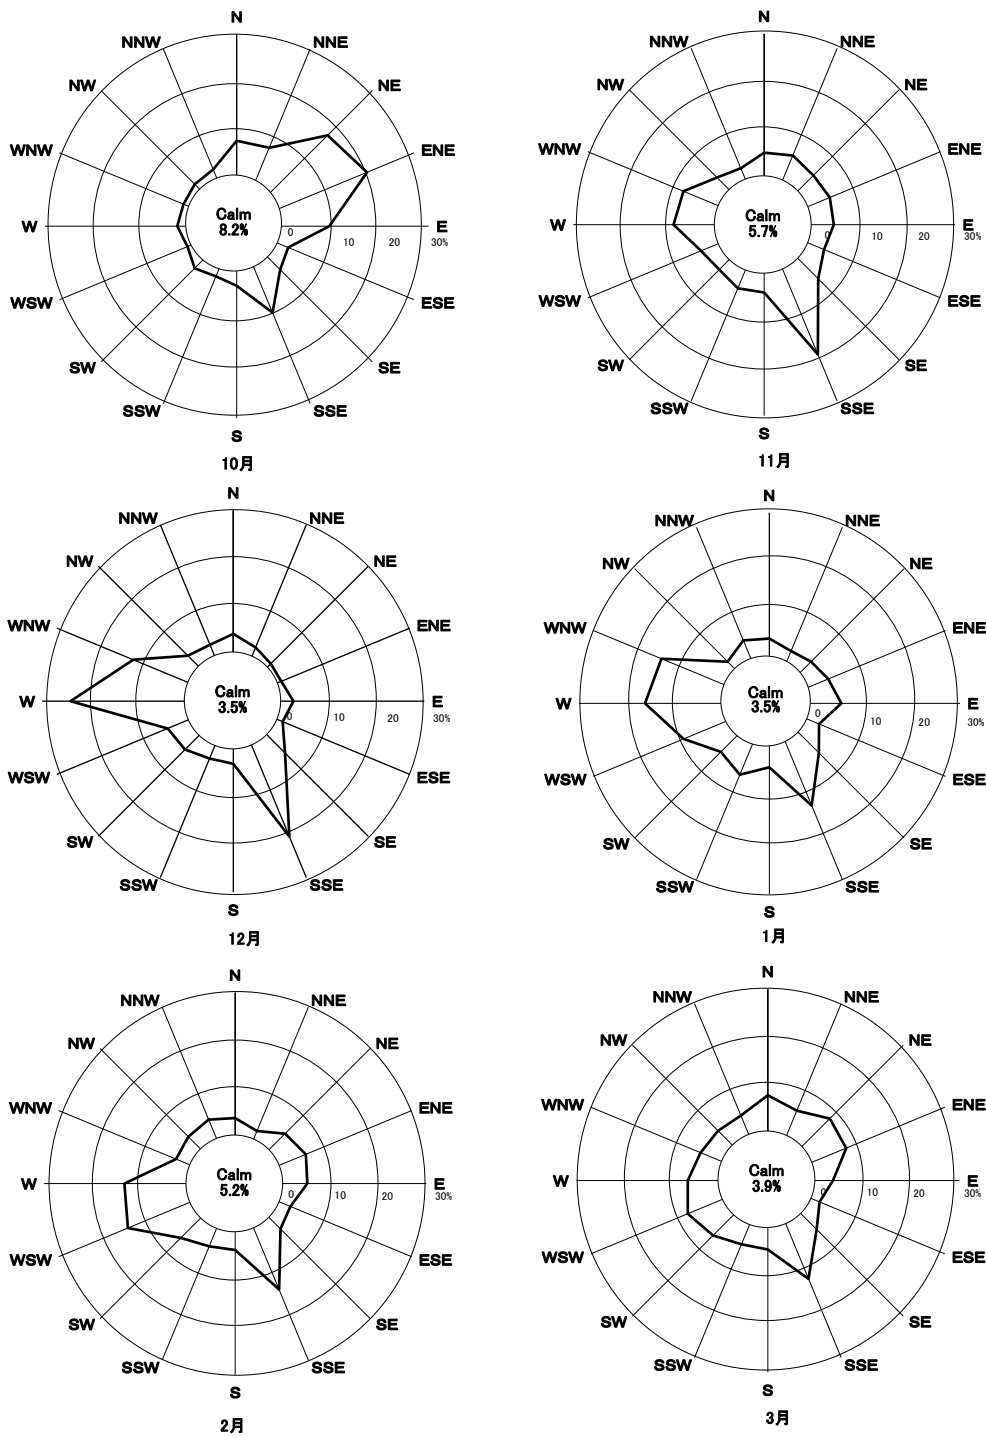 N
NNW NNE
NW NE
WNW ENE
Calm
8.2%
W E
0 10 20 30%
WSW ESE
SW SE
SSW SSE
S
10月
N
NNW NNE
NW NE
WNW ENE
Calm
5.7%
W E
0 10 20 30%
WSW ESE
SW SE
SSW SSE
S
11月
N
NNW NNE
NW NE
WNW ENE
Calm
3.5%
W E
0 10 20 30%
WSW ESE
SW SE
SSW SSE
S
12月
N
NNW NNE
NW NE
WNW ENE
Calm
3.5%
W E
0 10 20 30%
WSW ESE
SW SE
SSW SSE
S
1月
N
NNW NNE
NW NE
WNW ENE
Calm
5.2%
W E
0 10 20 30%
WSW ESE
SW SE
SSW SSE
S
2月
N
NNW NNE
NW NE
WNW ENE
Calm
3.9%
W E
0 10 20 30%
WSW ESE
SW SE
SSW SSE
S
3月